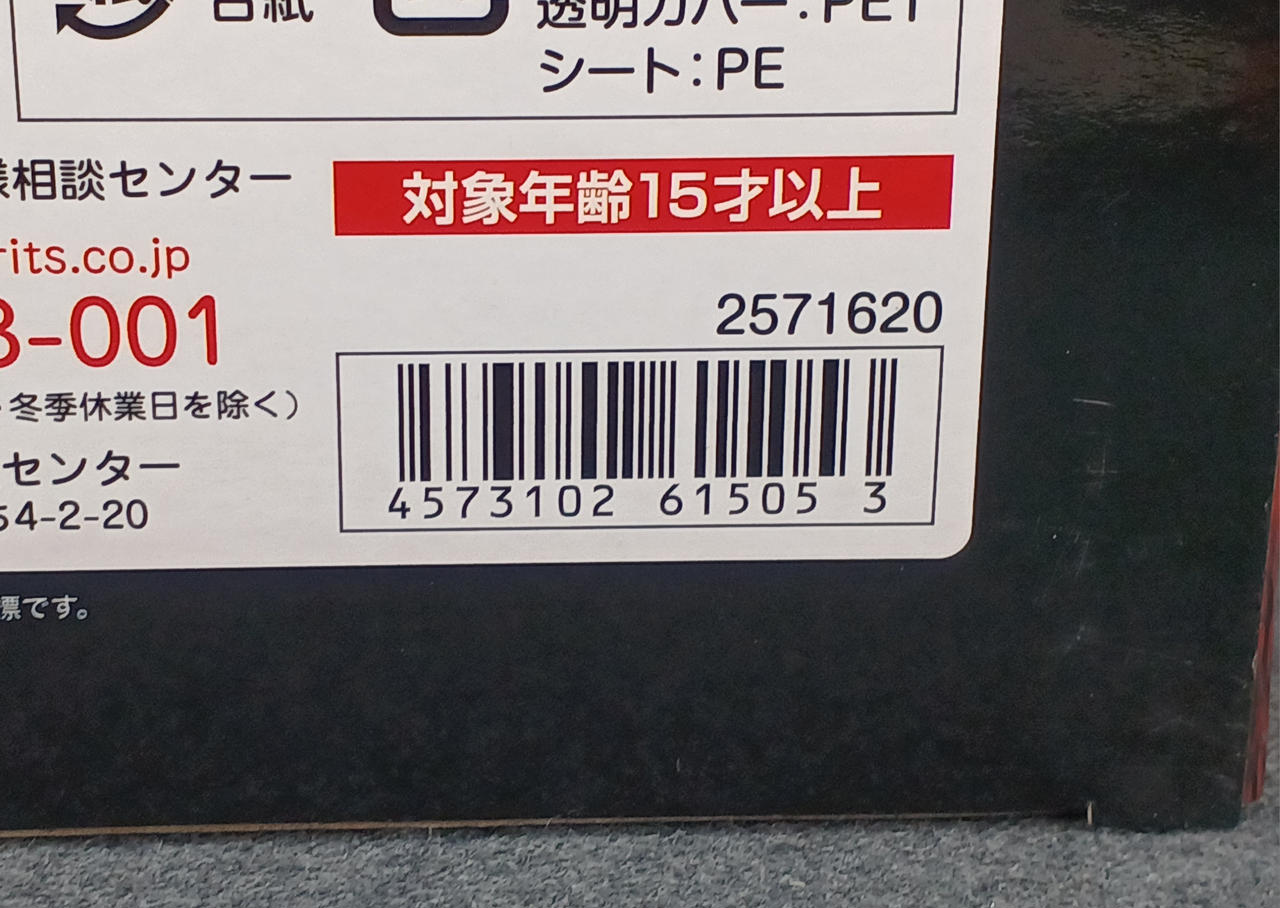 台紙
透明カバー:PET
シート:PE
様相談センター
対象年齢15才以上
rits.co.jp
2571620
3-001
冬季休業日を除く)
センター
54-2-20
4573102 61505 3
標です。